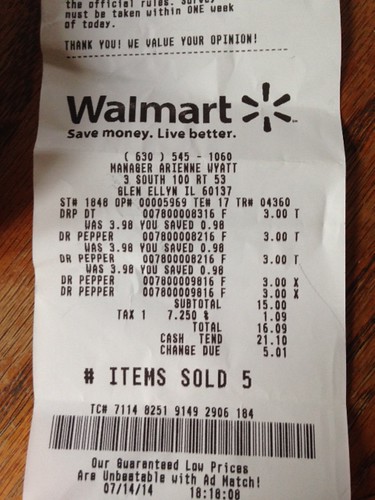 the official rules. Survey
must be taken within ONE week
of today.
THANK YOU! WE VALUE YOUR OPINION!
Walmart
Save money. Live better.
( 630 ) 545 - 1060
MANAGER ARIENNE WYATT
3 SOUTH 100 RT 53
GLEN ELLYN IL 60137
ST# 1848 OP# 00005969 TE# 17 TR# 04360
DRP DT 007800008316 F 3.00 T
WAS 3.98 YOU SAVED 0.98
DR PEPPER 007800008216 F 3.00 T
WAS 3.98 YOU SAVED 0.98
DR PEPPER 007800008216 F 3.00 T
WAS 3.98 YOU SAVED 0.98
DR PEPPER 007800009816 F 3.00 X
DR PEPPER 007800009816 F 3.00 X
SUBTOTAL 15.00
TAX 1 7.250 % 1.09
TOTAL 16.09
CASH TEND 21.10
CHANGE DUE 5.01
# ITEMS SOLD 5
TC# 7114 8251 9149 2906 184
Our Guaranteed Low Prices
Are Unbeatable with Ad Match!
07/14/14 18:18:08